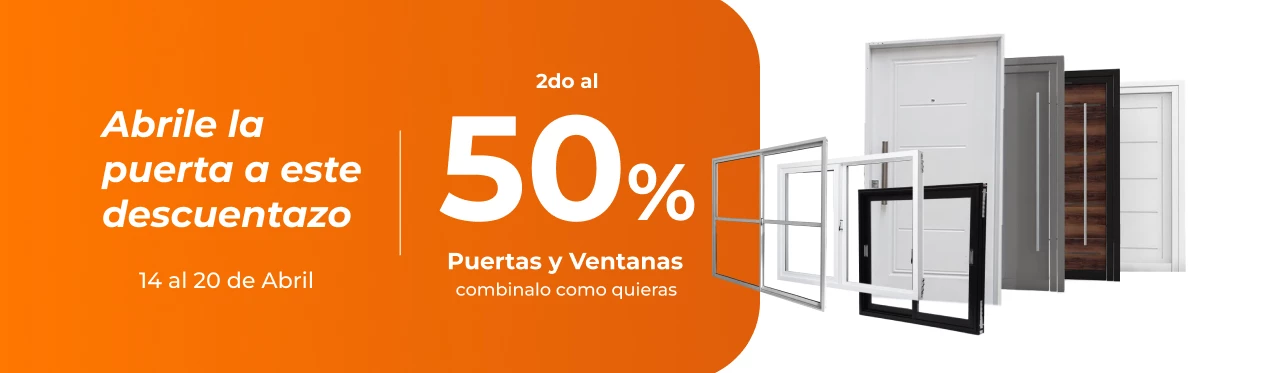 Abrile la
puerta a este
descuentazo
14 al 20 de Abril
2do al
50%
Puertas y Ventanas
combinalo como quieras